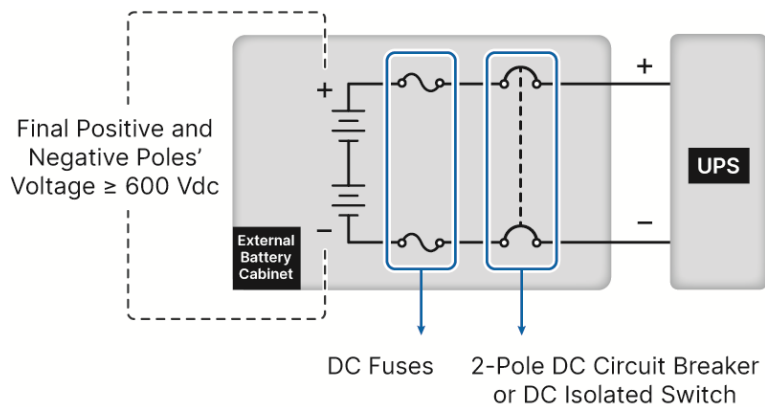 Final Positive and
Negative Poles'
Voltage ≥ 600 Vdc
+
−
External
Battery
Cabinet
+
−
UPS
DC Fuses
2-Pole DC Circuit Breaker
or DC Isolated Switch